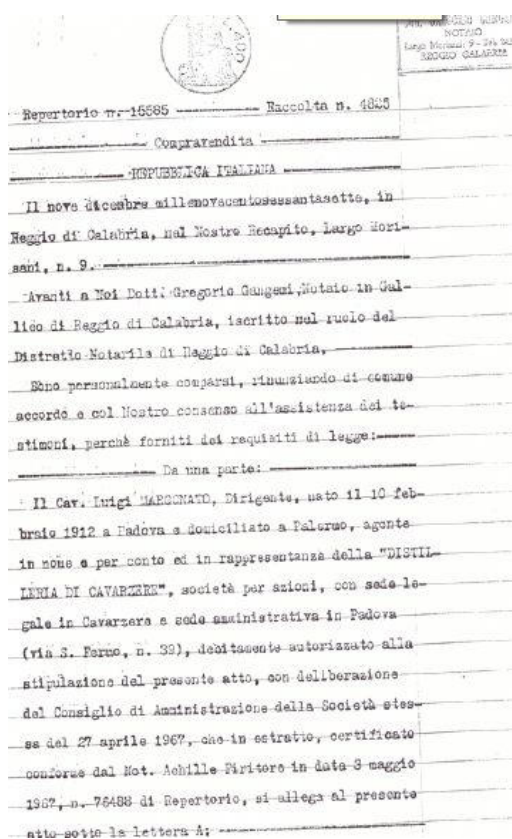 NOTAIO
REGGIO CALABRIA
Repertorio n. 15585 Raccolta n. 4825
Compravendita
REPUBBLICA ITALIANA
Il nove dicembre millenovecentosessantasette, in
Reggio di Calabria, nel Nostro Recapito, Largo Mori-
sani, n. 9.
Avanti a Noi Dott. Gregorio Gangemi, Notaio in Gal-
lico di Reggio di Calabria, iscritto nel ruolo del
Distretto Notarile di Reggio di Calabria,
Sono personalmente comparsi, rinunziando di comune
accordo e col Nostro consenso all'assistenza dei te-
stimoni, perchè forniti dei requisiti di legge:
Da una parte:
Il Cav. Luigi MARGONATO, Dirigente, nato il 10 feb-
braio 1912 a Padova e domiciliato a Palermo, agente
in nome e per conto ed in rappresentanza della "DISTIL-
LERIA DI CAVARZERE", società per azioni, con sede le-
gale in Cavarzere e sede amministrativa in Padova
(via S. Fermo, n. 39), debitamente autorizzato alla
stipulazione del presente atto, con deliberazione
del Consiglio di Amministrazione della Società stes-
sa del 27 aprile 1967, che in estratto, certificato
conforme dal Not. Achille Piritore in data 3 maggio
1967, n. 76488 di Repertorio, si allega al presente
atto sotto la lettera A;